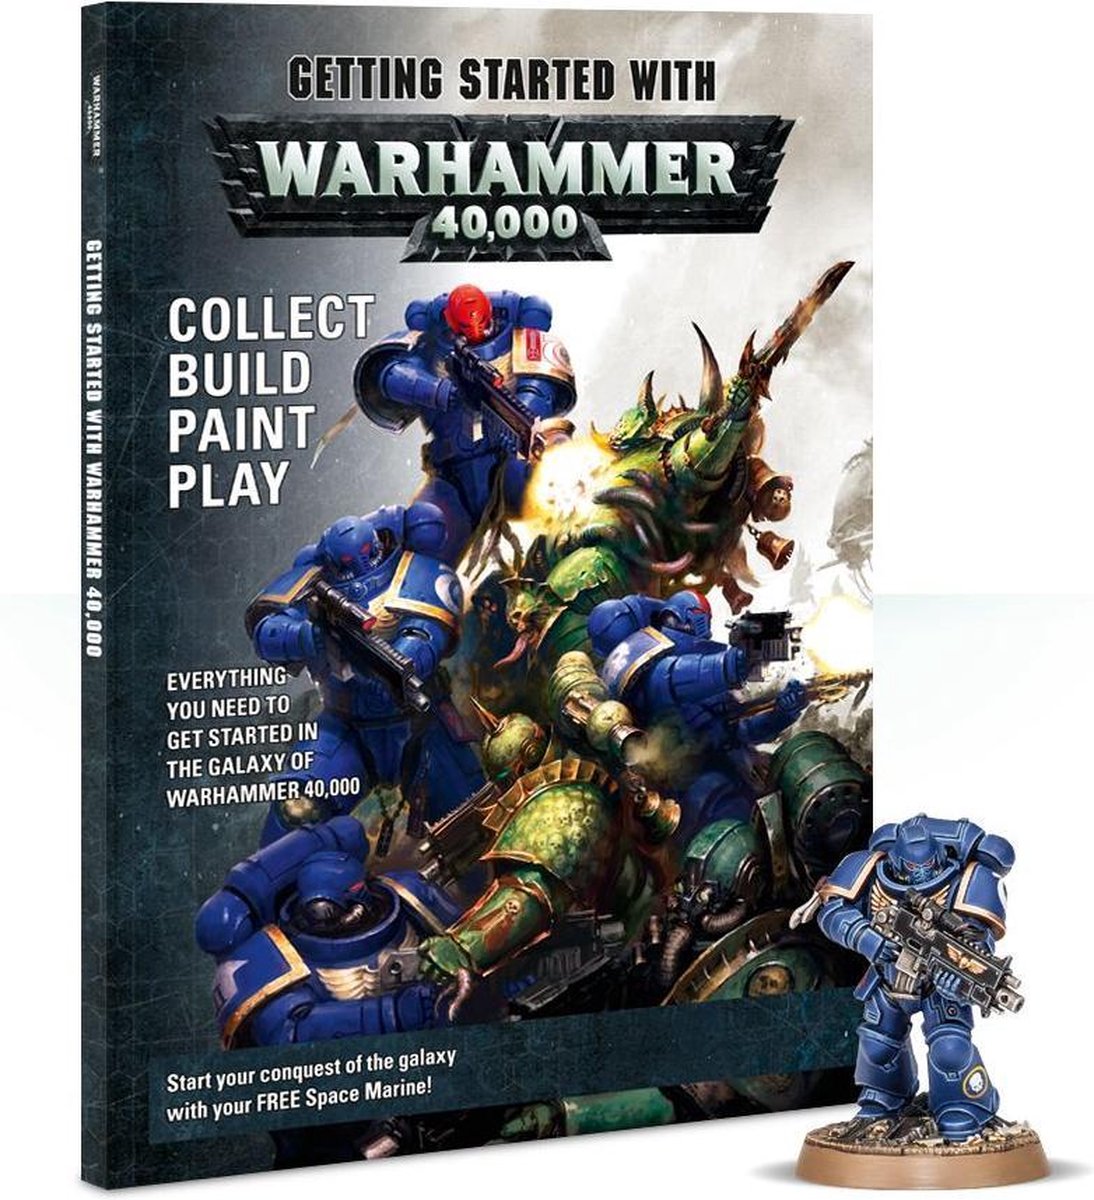 GETTING STARTED WITH
WARHAMMER
40,000
COLLECT
BUILD
PAINT
PLAY
EVERYTHING
YOU NEED TO
GET STARTED IN
THE GALAXY OF
WARHAMMER 40,000
Start your conquest of the galaxy
with your FREE Space Marine!
WARHAMMER
40,000
GETTING STARTED WITH WARHAMMER 40,000